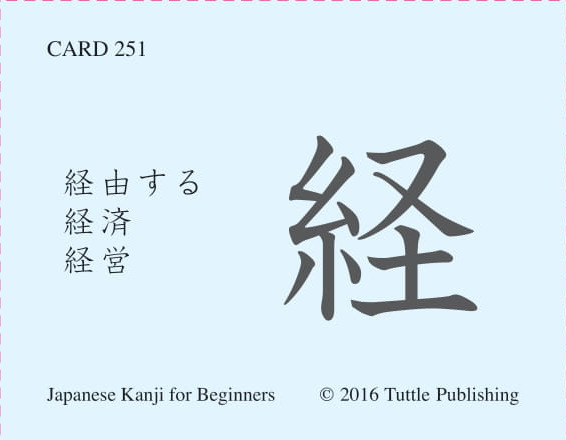 CARD 251
経由する
経済
経営
経
Japanese Kanji for Beginners © 2016 Tuttle Publishing